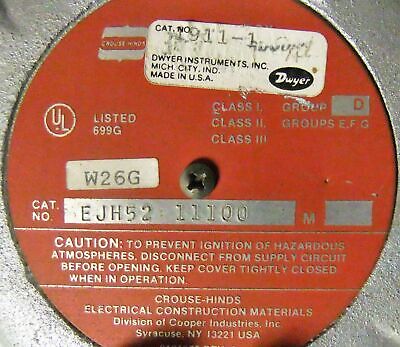 CROUSE-HINDS
CAT. NO. 1911-1
DWYER INSTRUMENTS, INC.
MICH. CITY, IND.
MADE IN U.S.A.
Dwyer
UL
LISTED
699G
CLASS I, GROUP D
CLASS II, GROUPS E,F,G
CLASS III
W26G
CAT. NO. EJH52 11100 M
CAUTION: TO PREVENT IGNITION OF HAZARDOUS
ATMOSPHERES, DISCONNECT FROM SUPPLY CIRCUIT
BEFORE OPENING. KEEP COVER TIGHTLY CLOSED
WHEN IN OPERATION.
CROUSE-HINDS
ELECTRICAL CONSTRUCTION MATERIALS
Division of Cooper Industries, Inc.
Syracuse, NY 13221 USA